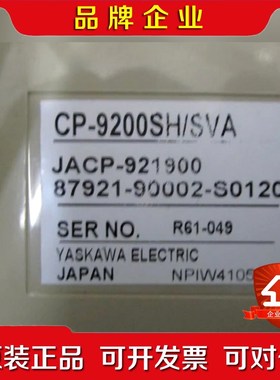 品牌企业
CP-9200SH/SVA
JACP-921900
87921-90002-S0120
SER NO. R61-049
YASKAWA ELECTRIC
JAPAN NPIW4105
企业
装正品 可开发票 可对